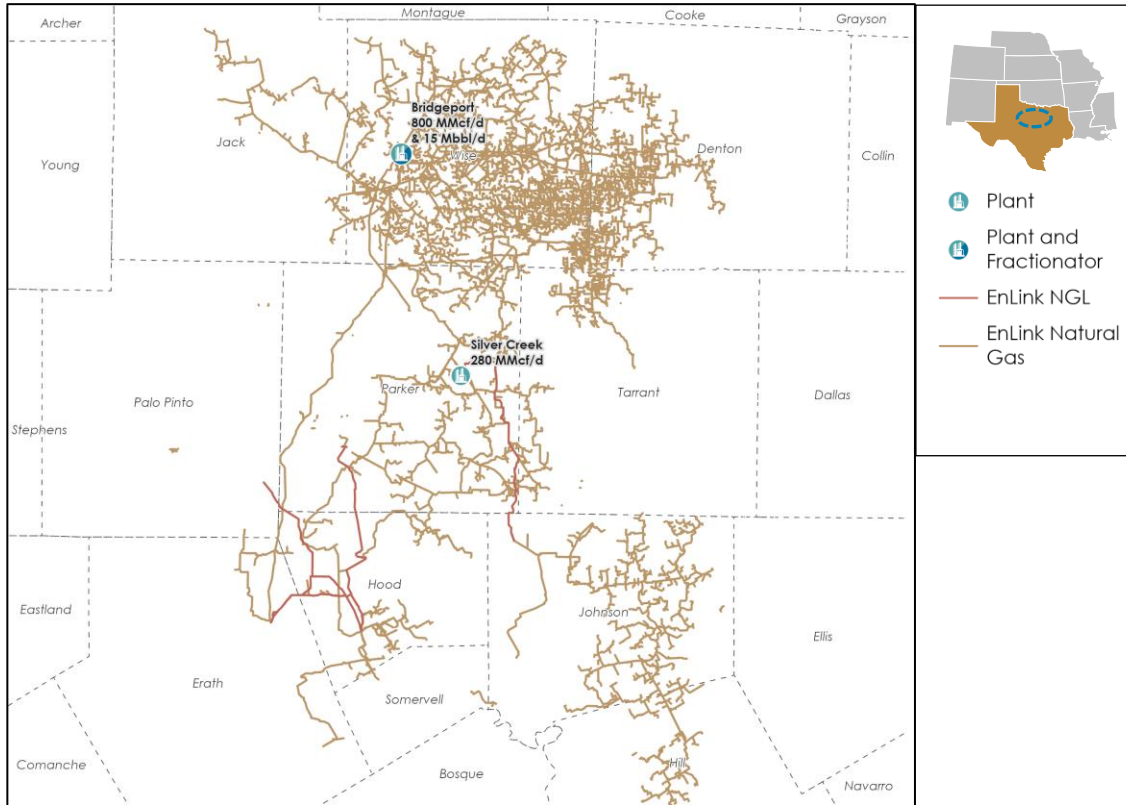 Montague
Cooke
Grayson
Archer
Bridgeport
800 MMcf/d
& 15 Mbbl/d
Jack
Wise
Denton
Young
Collin
Plant
Plant and
Fractionator
EnLink NGL
EnLink Natural
Gas
Silver Creek
280 MMcf/d
Parker
Tarrant
Dallas
Palo Pinto
Stephens
Hood
Johnson
Eastland
Ellis
Erath
Somervell
Comanche
Bosque
Hill
Navarro